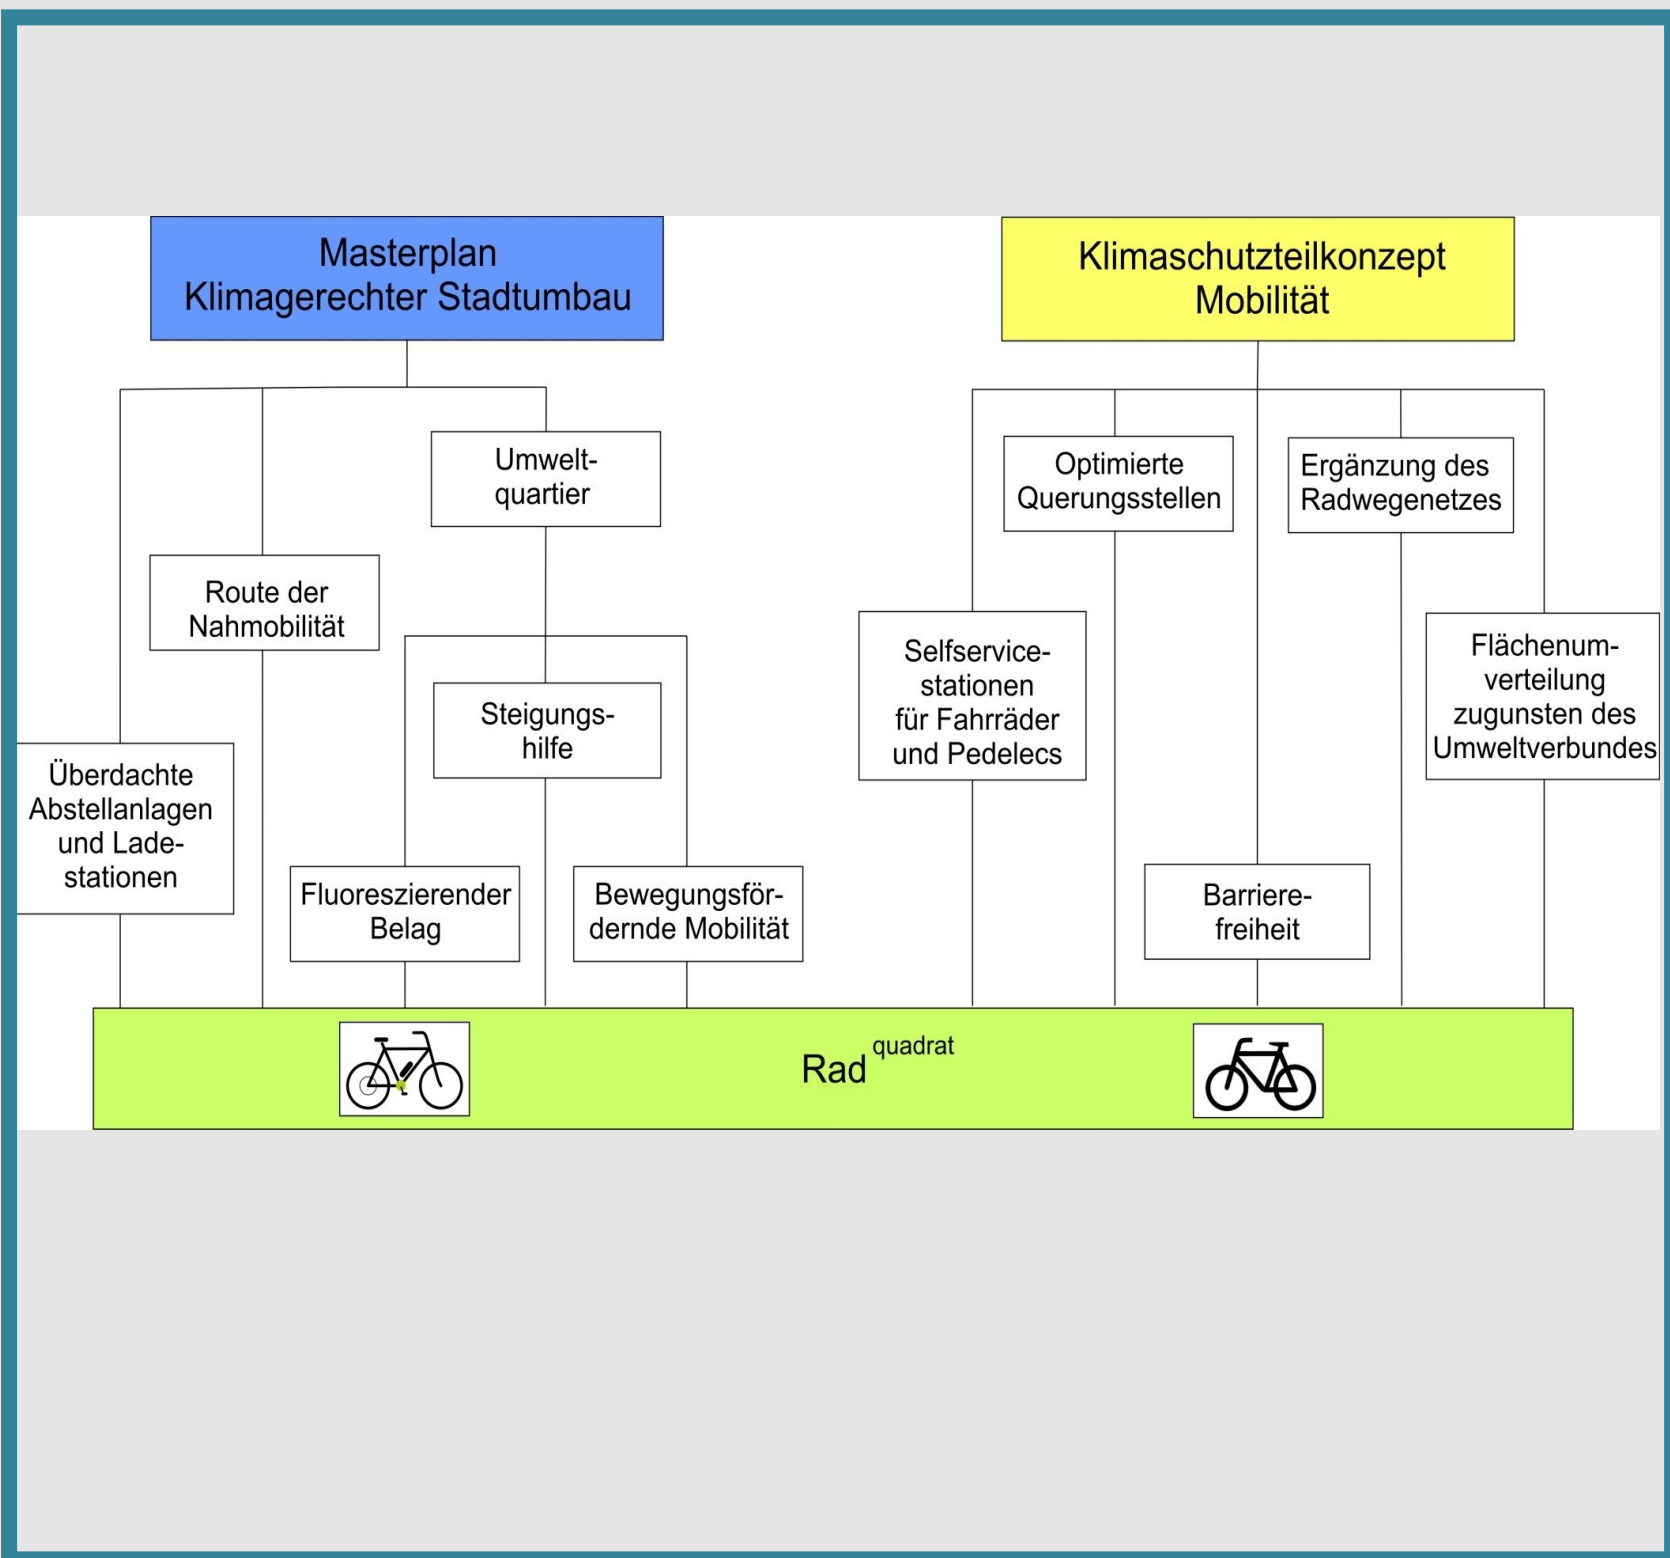 Masterplan
Klimagerechter Stadtumbau
Klimaschutzteilkonzept
Mobilität
Umwelt-
quartier
Optimierte
Querungsstellen
Ergänzung des
Radwegenetzes
Route der
Nahmobilität
Selfservice-
stationen
für Fahrräder
und Pedelecs
Flächenum-
verteilung
zugunsten des
Umweltverbundes
Steigungs-
hilfe
Überdachte
Abstellanlagen
und Lade-
stationen
Fluoreszierender
Belag
Bewegungsför-
dernde Mobilität
Barriere-
freiheit
Rad quadrat